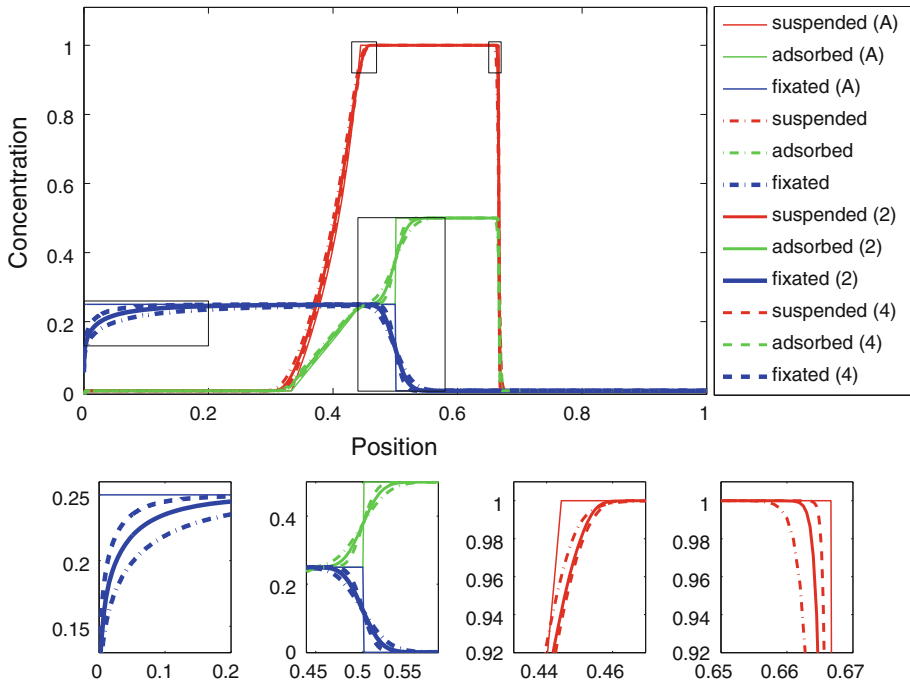 1
0.8
0.6
0.4
0.2
0
Concentration
0
0.2
0.4
0.6
0.8
1
Position
suspended (A)
adsorbed (A)
fixated (A)
suspended
adsorbed
fixated
suspended (2)
adsorbed (2)
fixated (2)
suspended (4)
adsorbed (4)
fixated (4)
0.25
0.2
0.15
0
0.1
0.2
0.4
0.2
0
0.45
0.5
0.55
1
0.98
0.96
0.94
0.92
0.44
0.46
1
0.98
0.96
0.94
0.92
0.65
0.66
0.67